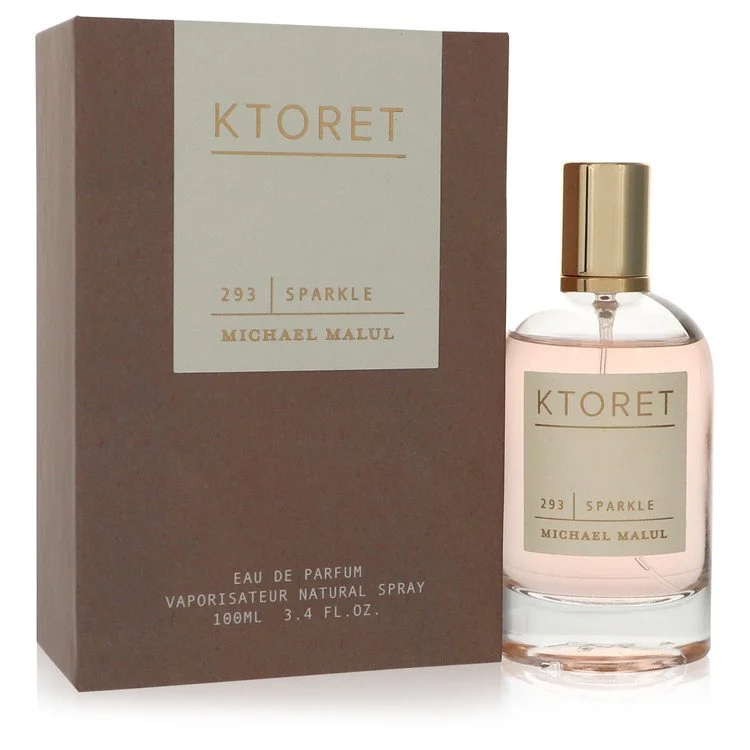 KTORET
293 | SPARKLE
MICHAEL MALUL
EAU DE PARFUM
VAPORISATEUR NATURAL SPRAY
100ML 3.4 FL.OZ.
KTORET
293 | SPARKLE
MICHAEL MALUL